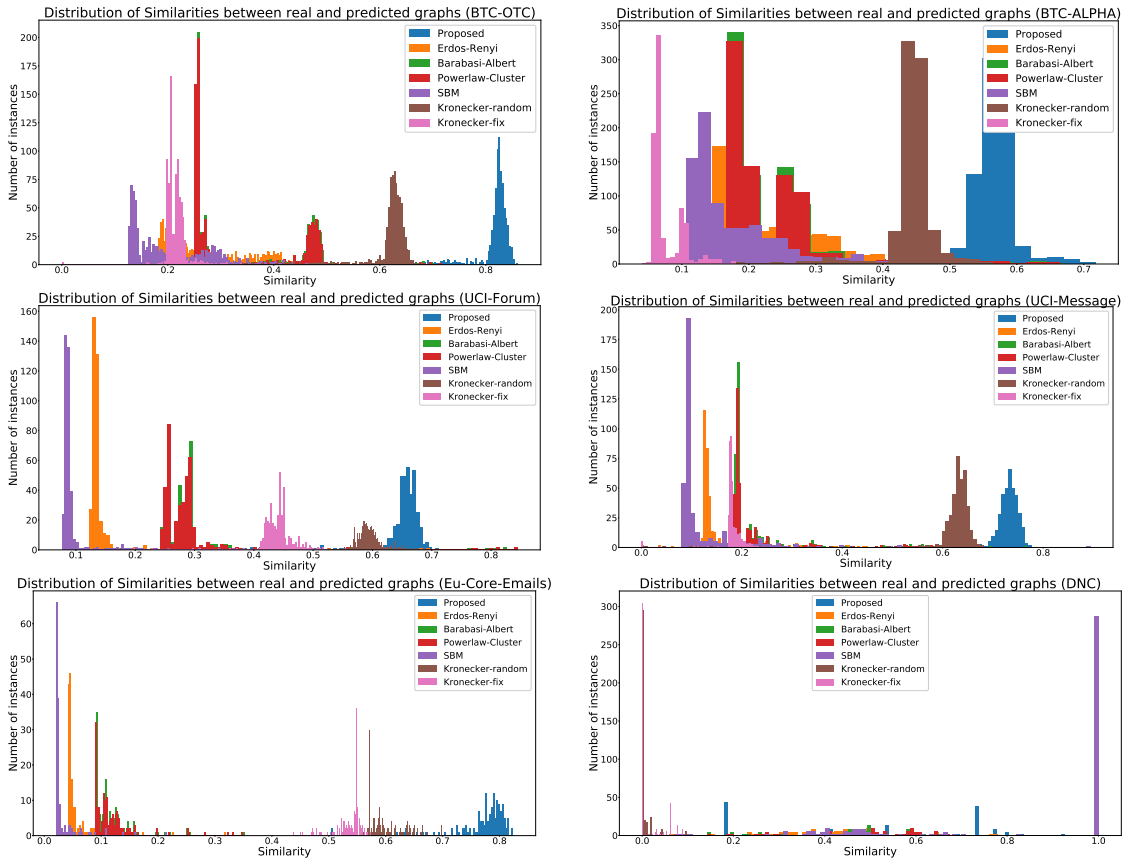 Distribution of Similarities between real and predicted graphs (BTC-OTC)
Number of instances
200
175
150
125
100
75
50
25
0
Proposed
Erdos-Renyi
Barabasi-Albert
Powerlaw-Cluster
SBM
Kronecker-random
Kronecker-fix
0.0 0.2 0.4 0.6 0.8
Similarity
Distribution of Similarities between real and predicted graphs (BTC-ALPHA)
Number of instances
350
300
250
200
150
100
50
0
Proposed
Erdos-Renyi
Barabasi-Albert
Powerlaw-Cluster
SBM
Kronecker-random
Kronecker-fix
0.1 0.2 0.3 0.4 0.5 0.6 0.7
Similarity
Distribution of Similarities between real and predicted graphs (UCI-Forum)
Number of instances
160
140
120
100
80
60
40
20
0
Proposed
Erdos-Renyi
Barabasi-Albert
Powerlaw-Cluster
SBM
Kronecker-random
Kronecker-fix
0.1 0.2 0.3 0.4 0.5 0.6 0.7 0.8
Similarity
Distribution of Similarities between real and predicted graphs (UCI-Message)
Number of instances
200
175
150
125
100
75
50
25
0
Proposed
Erdos-Renyi
Barabasi-Albert
Powerlaw-Cluster
SBM
Kronecker-random
Kronecker-fix
0.0 0.2 0.4 0.6 0.8
Similarity
Distribution of Similarities between real and predicted graphs (Eu-Core-Emails)
Number of instances
60
50
40
30
20
10
0
Proposed
Erdos-Renyi
Barabasi-Albert
Powerlaw-Cluster
SBM
Kronecker-random
Kronecker-fix
0.0 0.1 0.2 0.3 0.4 0.5 0.6 0.7 0.8
Similarity
Distribution of Similarities between real and predicted graphs (DNC)
Number of instances
300
250
200
150
100
50
0
Proposed
Erdos-Renyi
Barabasi-Albert
Powerlaw-Cluster
SBM
Kronecker-random
Kronecker-fix
0.0 0.2 0.4 0.6 0.8 1.0
Similarity